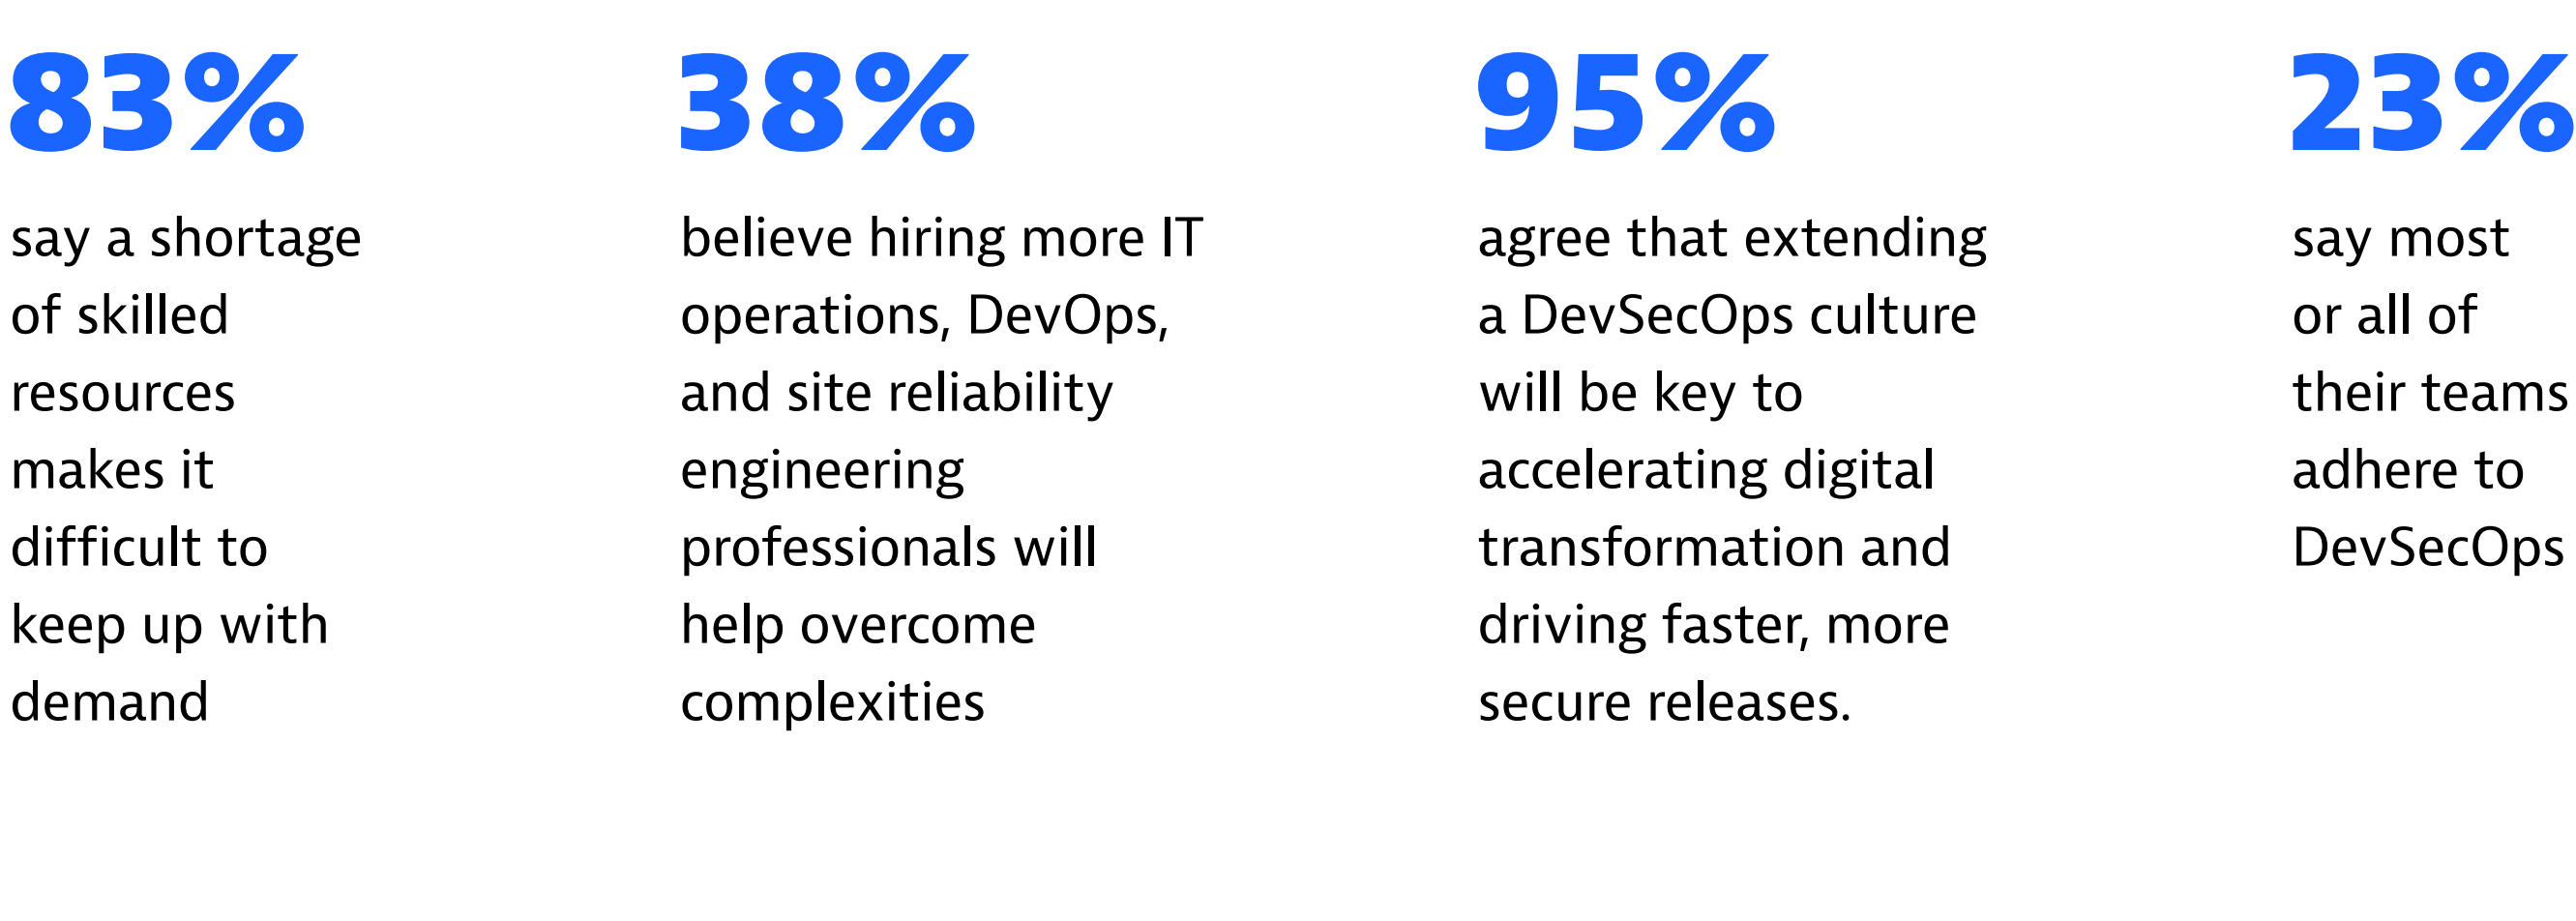 83%
say a shortage
of skilled
resources
makes it
difficult to
keep up with
demand
38%
believe hiring more IT
operations, DevOps,
and site reliability
engineering
professionals will
help overcome
complexities
95%
agree that extending
a DevSecOps culture
will be key to
accelerating digital
transformation and
driving faster, more
secure releases.
23%
say most
or all of
their teams
adhere to
DevSecOps